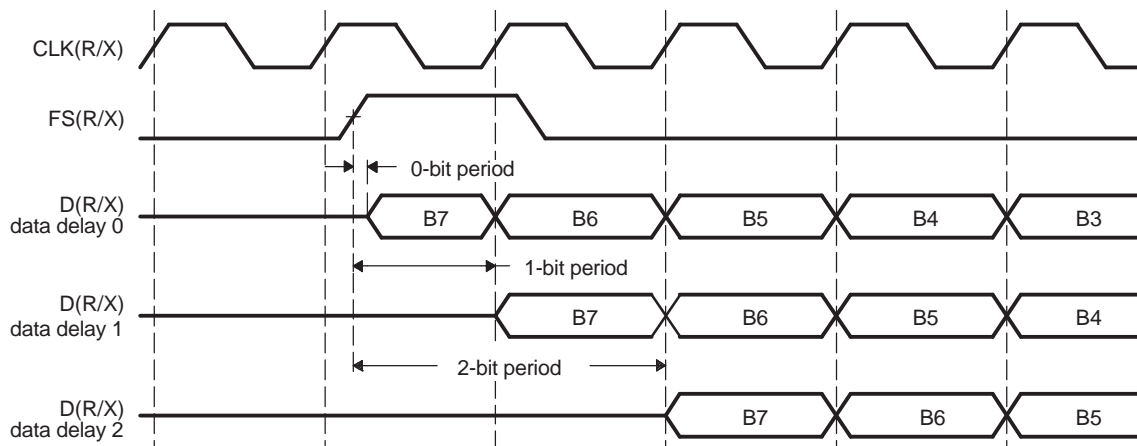 CLK(R/X)
FS(R/X)
0-bit period
D(R/X)
data delay 0
B7 B6 B5 B4 B3
1-bit period
D(R/X)
data delay 1
B7 B6 B5 B4
2-bit period
D(R/X)
data delay 2
B7 B6 B5